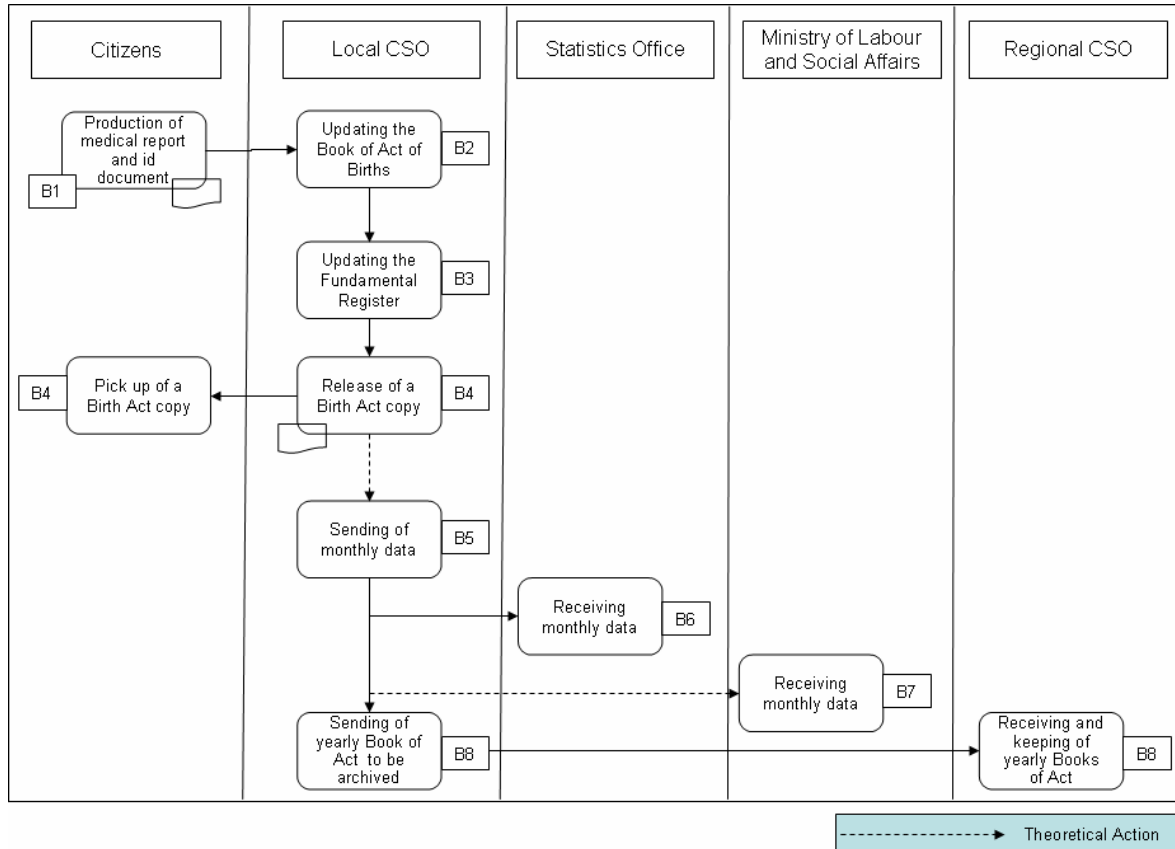 Citizens
Local CSO
Statistics Office
Ministry of Labour
and Social Affairs
Regional CSO
Production of
medical report
and id
document
B1
Updating the
Book of Act of
Births
B2
Updating the
Fundamental
Register
B3
Pick up of a
Birth Act copy
B4
Release of a
Birth Act copy
B4
Sending of
monthly data
B5
Receiving
monthly data
B6
Receiving
monthly data
B7
Sending of
yearly Book of
Act to be
archived
B8
Receiving and
keeping of
yearly Books
of Act
B8
Theoretical Action